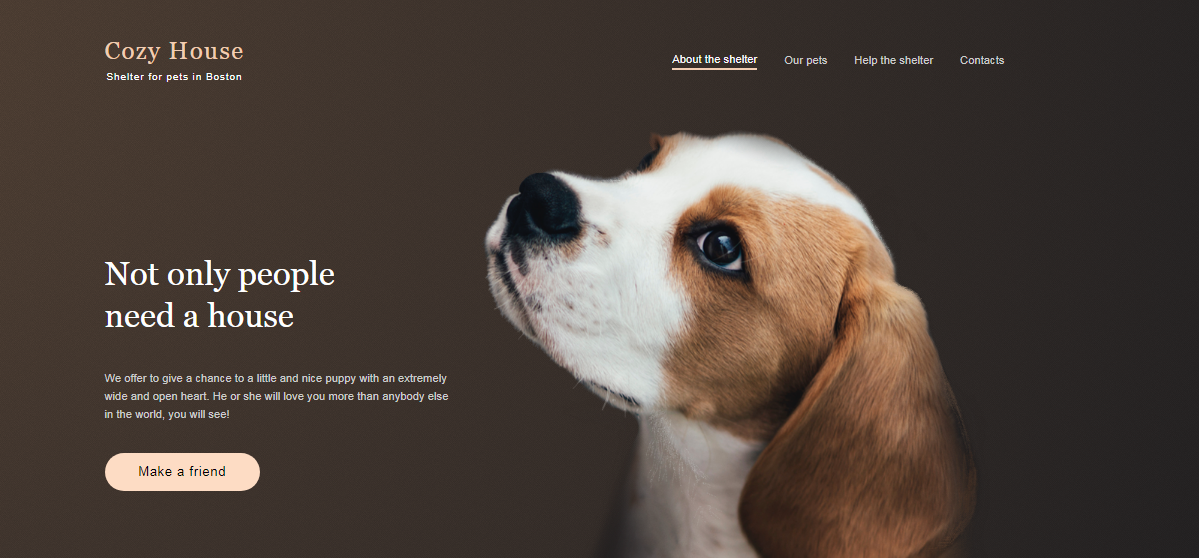 Cozy House
Shelter for pets in Boston
About the shelter
Our pets
Help the shelter
Contacts
Not only people
need a house
We offer to give a chance to a little and nice puppy with an extremely
wide and open heart. He or she will love you more than anybody else
in the world, you will see!
Make a friend